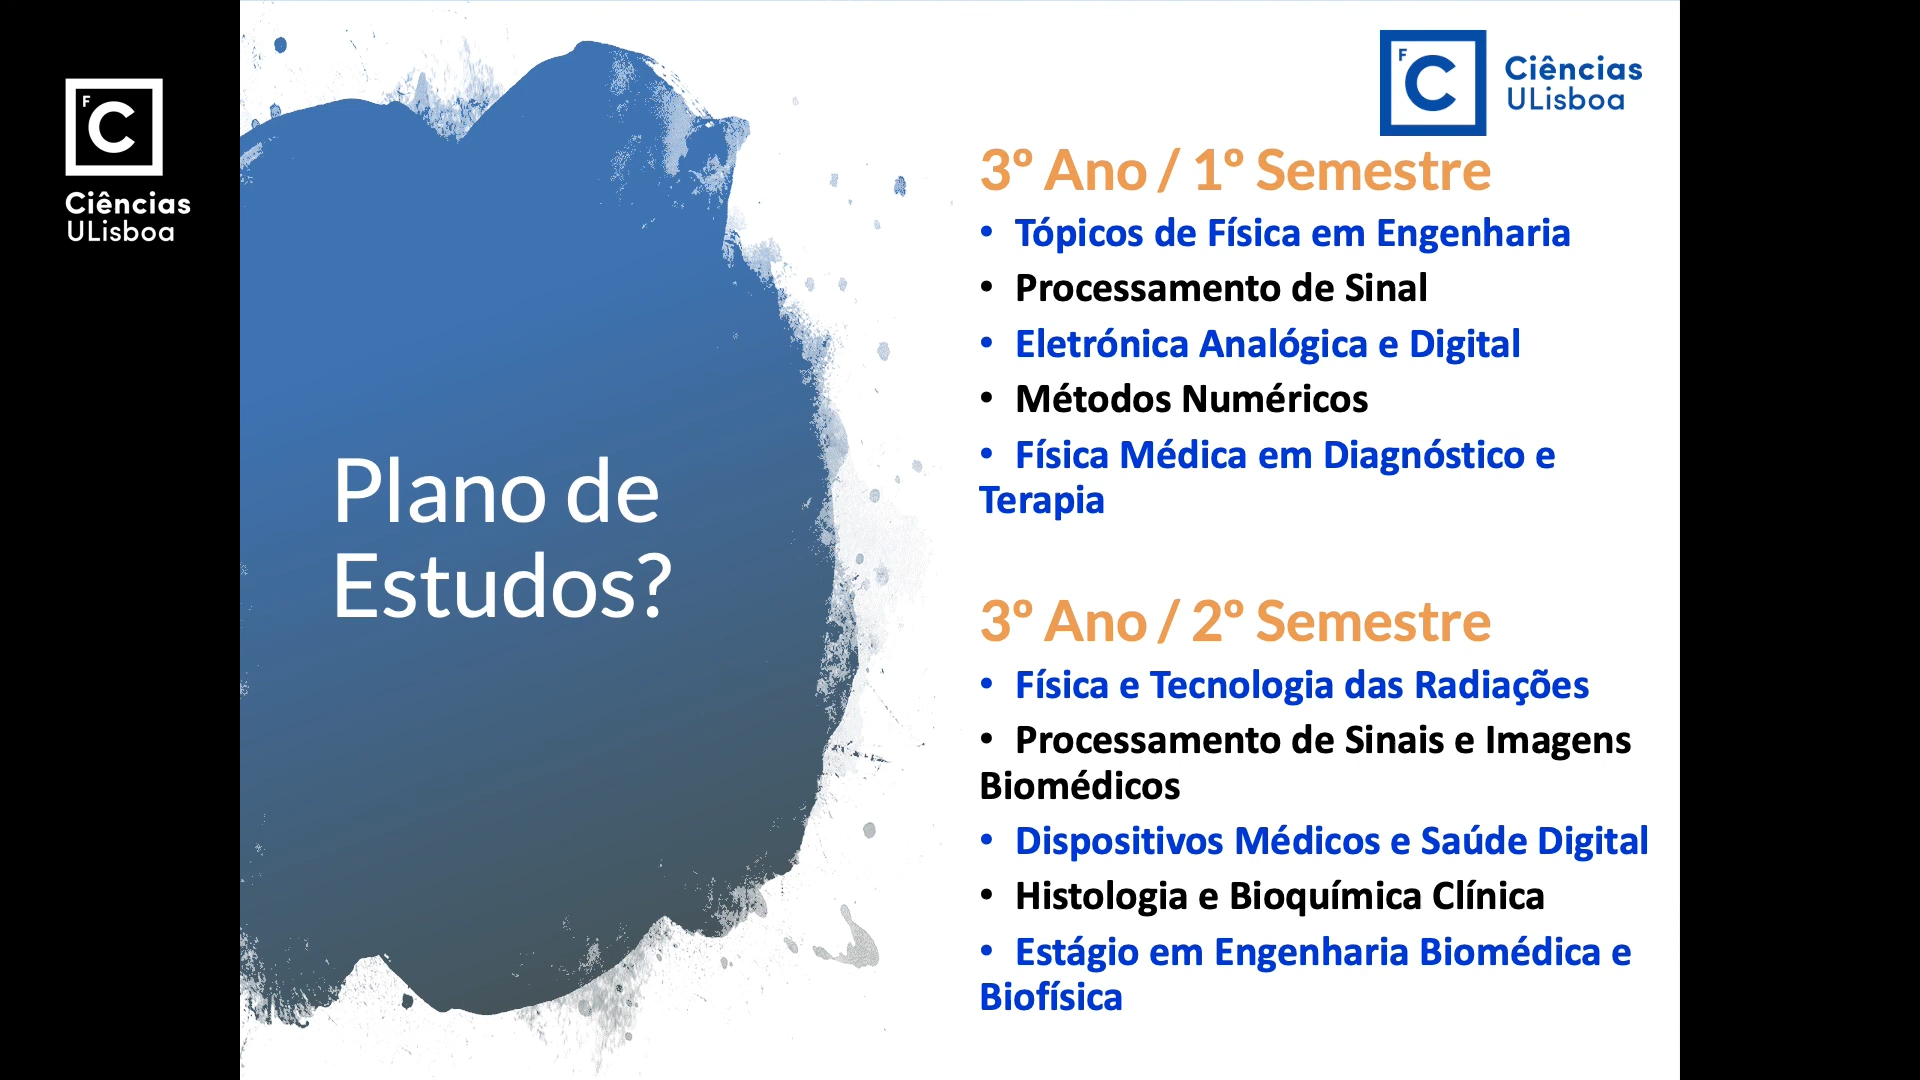 F
C
Ciências
ULisboa
Plano de
Estudos?
F
C
Ciências
ULisboa
3º Ano / 1º Semestre
• Tópicos de Física em Engenharia
• Processamento de Sinal
• Eletrónica Analógica e Digital
• Métodos Numéricos
• Física Médica em Diagnóstico e
Terapia
3º Ano / 2º Semestre
• Física e Tecnologia das Radiações
• Processamento de Sinais e Imagens
Biomédicos
• Dispositivos Médicos e Saúde Digital
• Histologia e Bioquímica Clínica
• Estágio em Engenharia Biomédica e
Biofísica